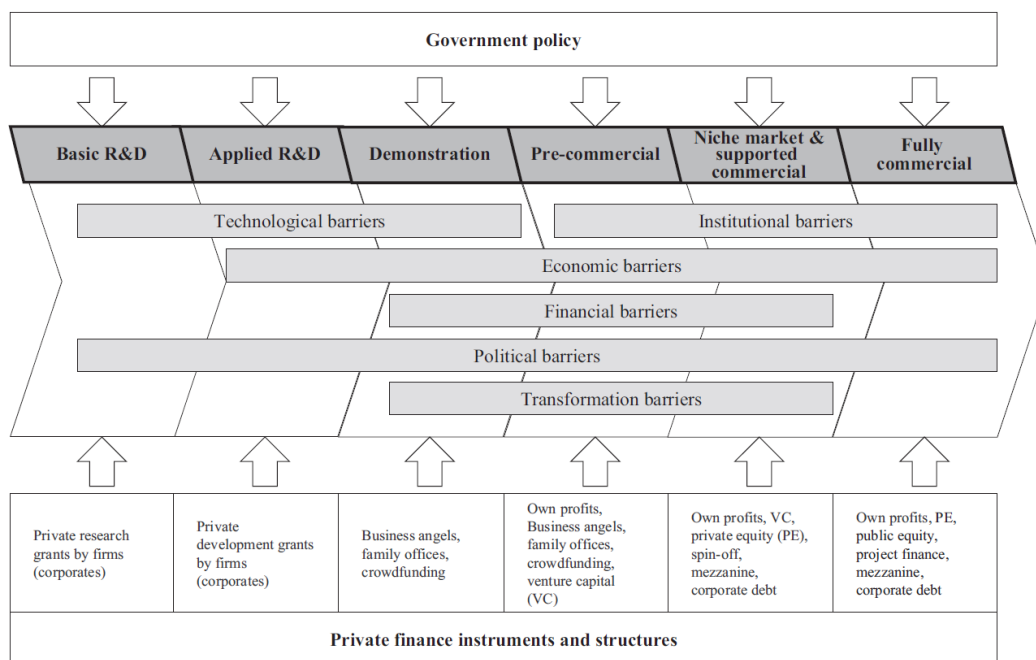 Government policy
Basic R&D
Applied R&D
Demonstration
Pre-commercial
Niche market &
supported
commercial
Fully
commercial
Technological barriers
Institutional barriers
Economic barriers
Financial barriers
Political barriers
Transformation barriers
Private research
grants by firms
(corporates)
Private
development grants
by firms
(corporates)
Business angels,
family offices,
crowdfunding
Own profits,
Business angels,
family offices,
crowdfunding,
venture capital
(VC)
Own profits, VC,
private equity (PE),
spin-off,
mezzanine,
corporate debt
Own profits, PE,
public equity,
project finance,
mezzanine,
corporate debt
Private finance instruments and structures